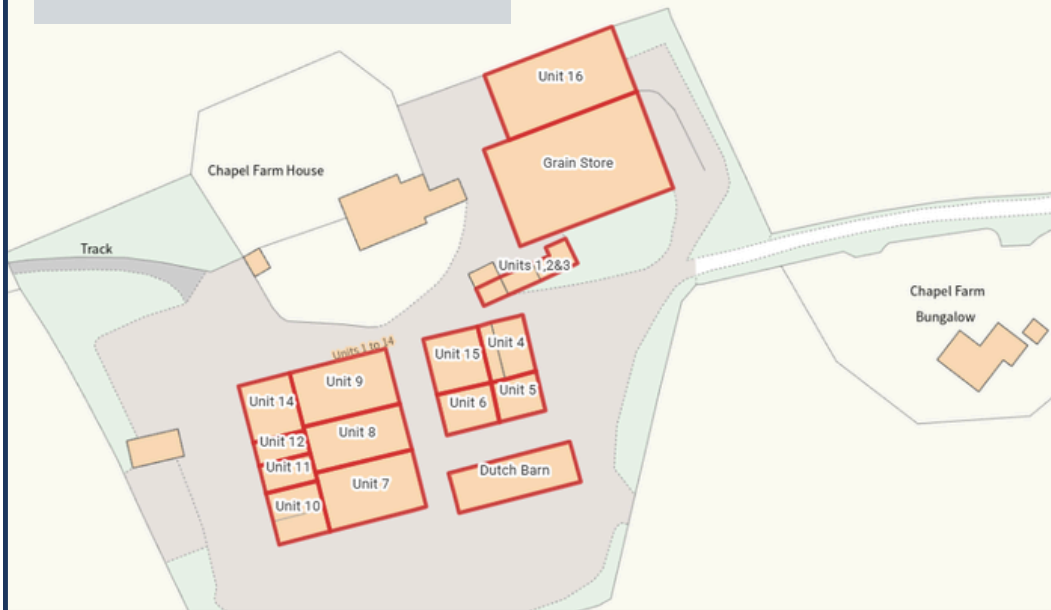 Unit 16
Grain Store
Chapel Farm House
Track
Units 1,2&3
Chapel Farm
Bungalow
Units 1 to 14
Unit 15
Unit 4
Unit 9
Unit 14
Unit 6
Unit 5
Unit 8
Unit 12
Unit 11
Unit 7
Dutch Barn
Unit 10